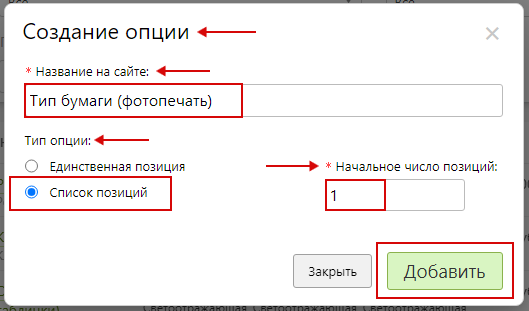 Создание опции
* Название на сайте:
Тип бумаги (фотопечать)
Тип опции:
Единственная позиция
* Начальное число позиций:
Список позиций
1
Закрыть
Добавить